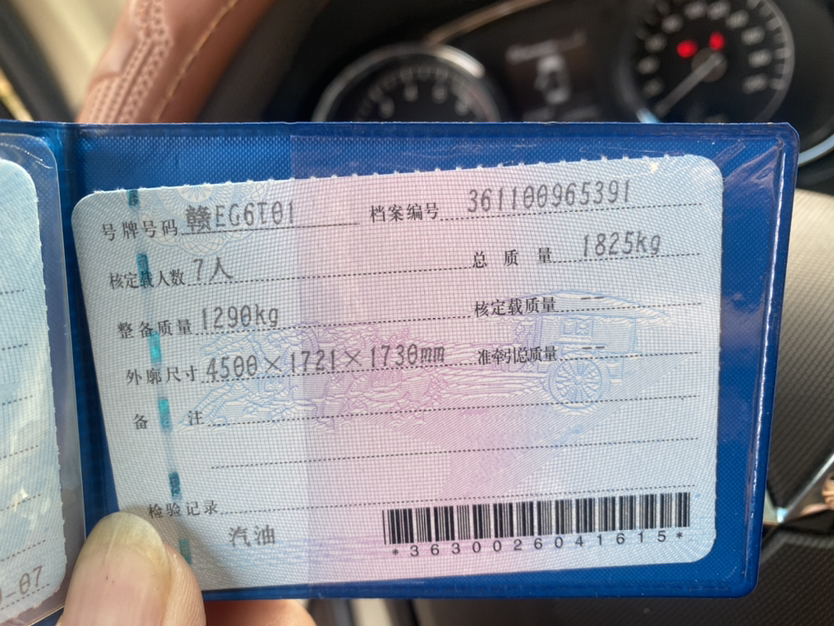 号牌号码 赣EG6T01 档案编号 361100965391
核定载人数 7人 总质量 1825kg
整备质量 1290kg 核定载质量 --
外廓尺寸 4500×1721×1730mm 准牵引总质量 --
备注
检验记录
汽油
*3630026041615*
-07